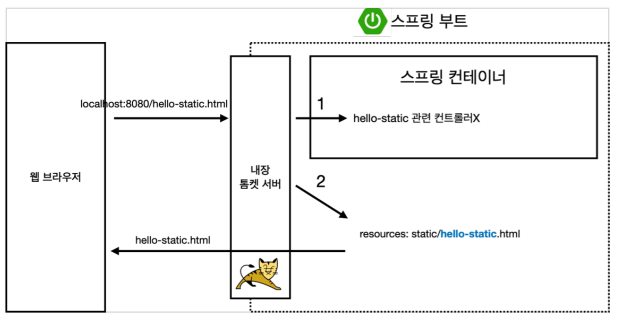 스프링 부트
스프링 컨테이너
localhost:8080/hello-static.html
1
hello-static 관련 컨트롤러X
웹 브라우저
내장
톰켓 서버
2
resources: static/hello-static.html
hello-static.html